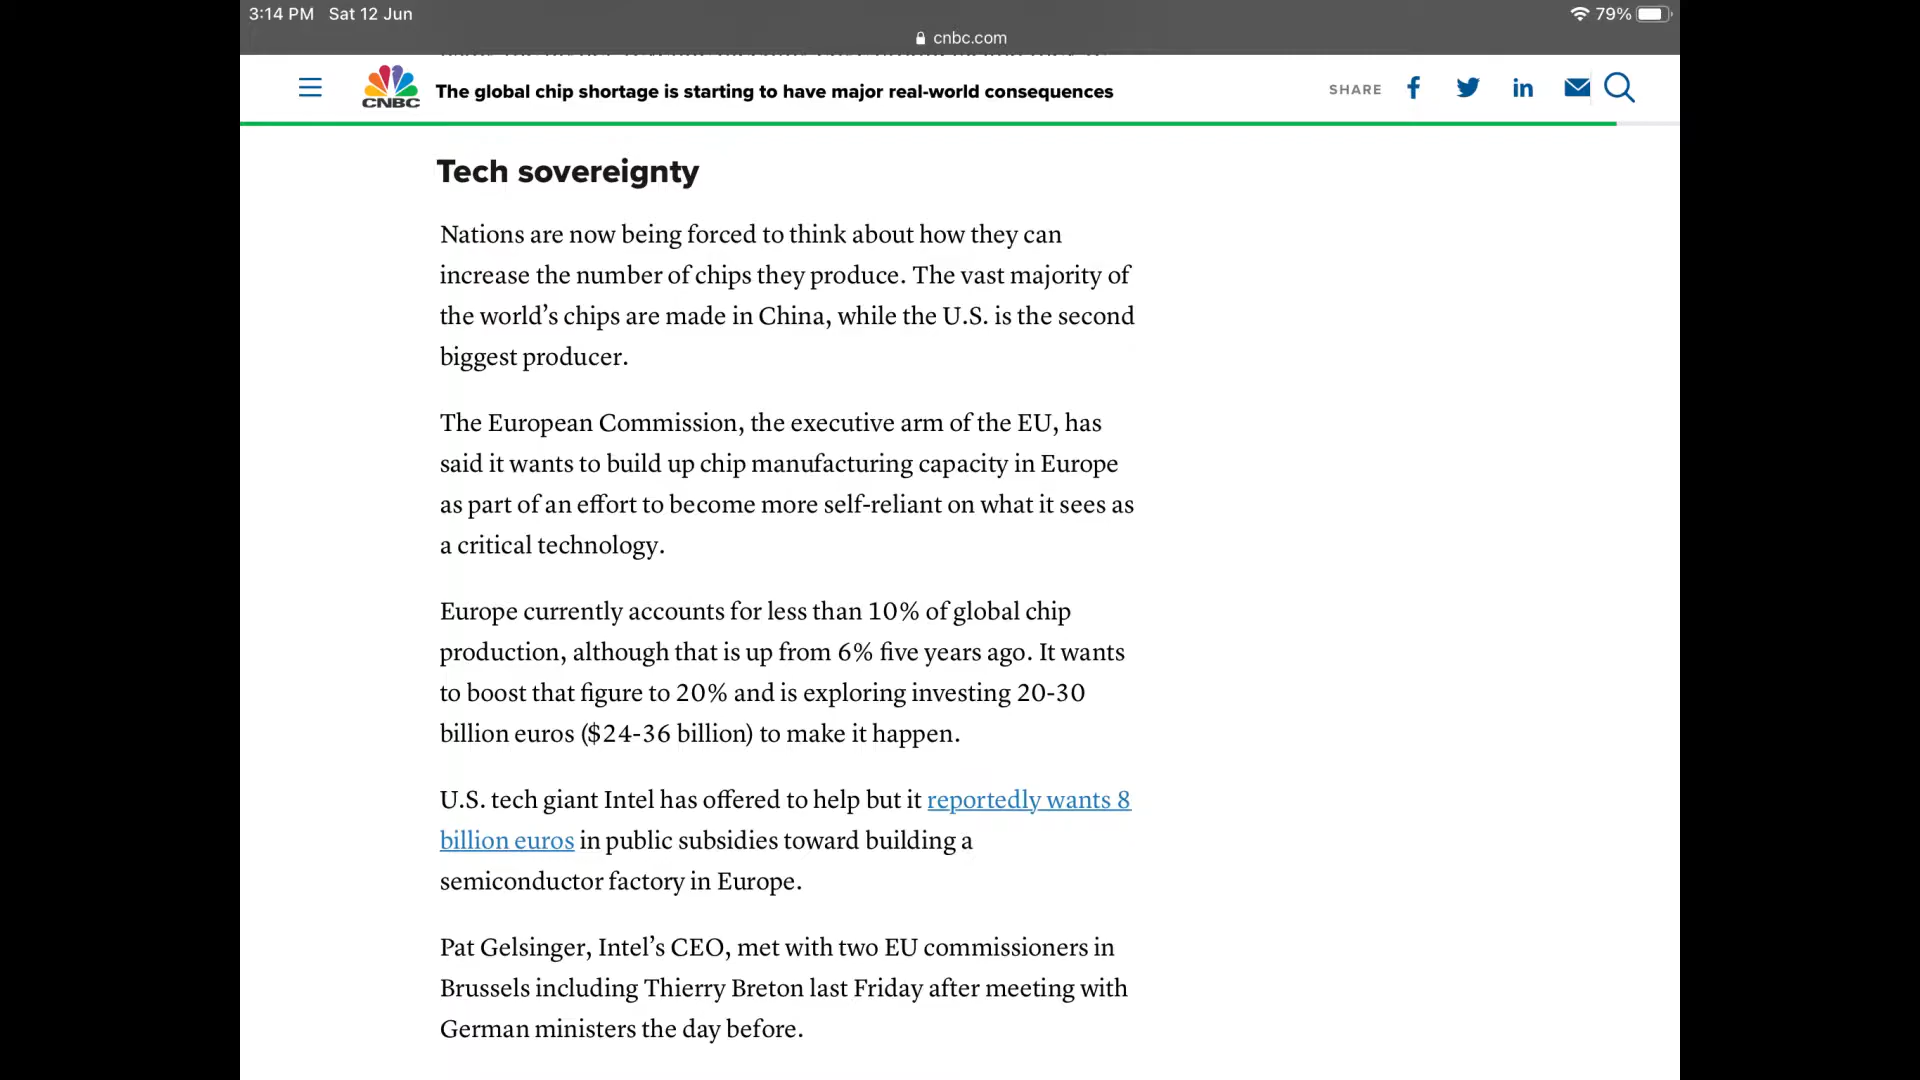 3:14 PM Sat 12 Jun
79%
cnbc.com
CNBC
The global chip shortage is starting to have major real-world consequences
SHARE
Tech sovereignty
Nations are now being forced to think about how they can
increase the number of chips they produce. The vast majority of
the world’s chips are made in China, while the U.S. is the second
biggest producer.
The European Commission, the executive arm of the EU, has
said it wants to build up chip manufacturing capacity in Europe
as part of an effort to become more self-reliant on what it sees as
a critical technology.
Europe currently accounts for less than 10% of global chip
production, although that is up from 6% five years ago. It wants
to boost that figure to 20% and is exploring investing 20-30
billion euros ($24-36 billion) to make it happen.
U.S. tech giant Intel has offered to help but it reportedly wants 8
billion euros in public subsidies toward building a
semiconductor factory in Europe.
Pat Gelsinger, Intel’s CEO, met with two EU commissioners in
Brussels including Thierry Breton last Friday after meeting with
German ministers the day before.